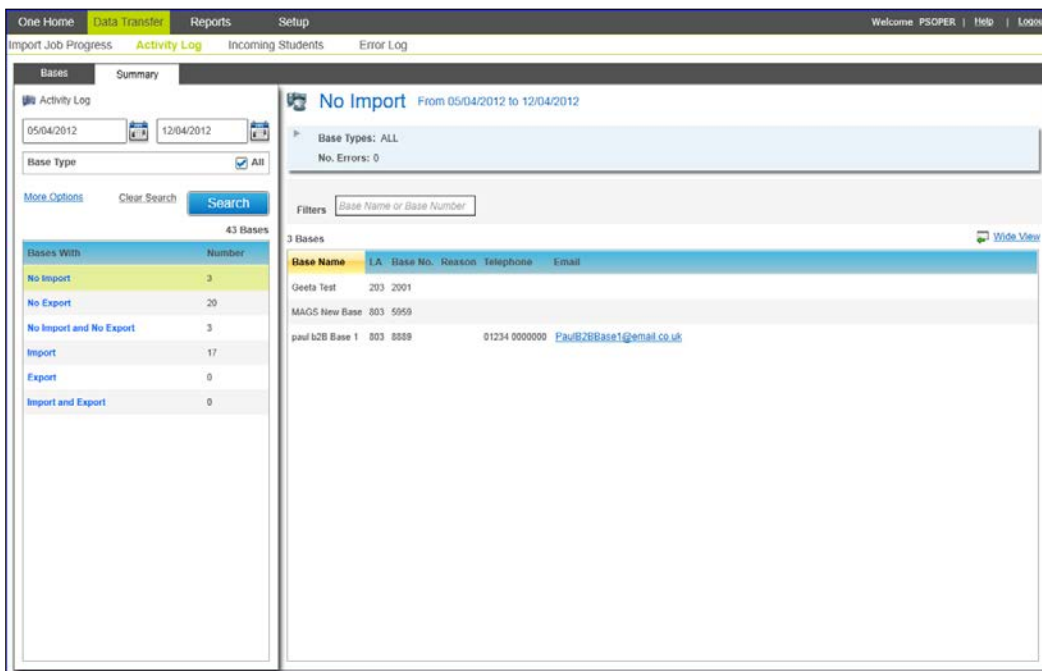 One Home Data Transfer Reports Setup Welcome PSOPER | Help | Logou
Import Job Progress Activity Log Incoming Students Error Log
Bases Summary
Activity Log
05/04/2012 12/04/2012
Base Type All
More Options Clear Search Search
43 Bases
Bases With Number
No Import 3
No Export 20
No Import and No Export 3
Import 17
Export 0
Import and Export 0
No Import From 05/04/2012 to 12/04/2012
Base Types: ALL
No. Errors: 0
Filters Base Name or Base Number
3 Bases Wide View
Base Name LA Base No. Reason Telephone Email
Geeta Test 203 2001
MAGS New Base 803 5959
paul b2B Base 1 803 8889 01234 0000000 PaulB2BBase1@email.co.uk